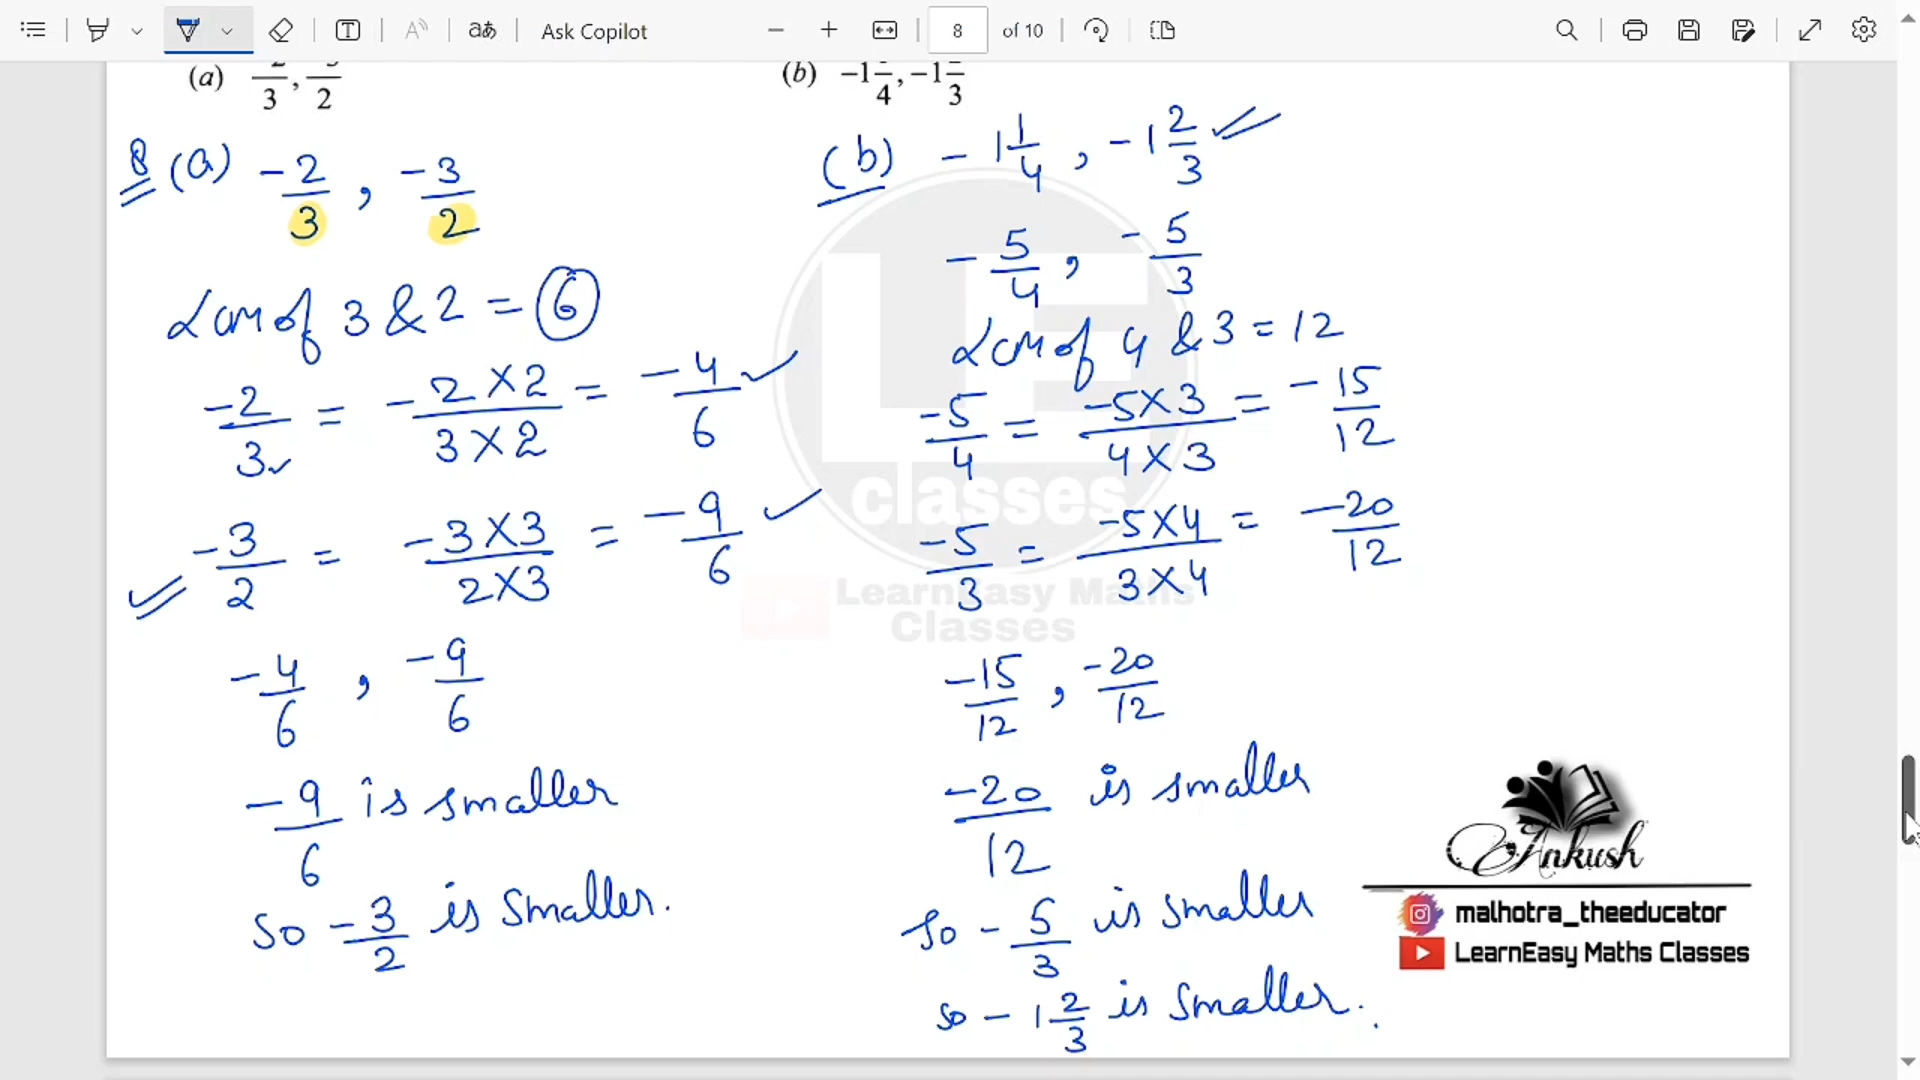 Ask Copilot 8 of 10
(a) -2/3, -3/2
(b) -1 1/4, -1 2/3
8 (a) -2/3, -3/2
LCM of 3 & 2 = 6
-2/3 = -2×2/3×2 = -4/6 ✓
-3/2 = -3×3/2×3 = -9/6 ✓
-4/6, -9/6
-9/6 is smaller
so -3/2 is smaller.
(b) -1 1/4, -1 2/3
-5/4, -5/3
LCM of 4 & 3 = 12
-5/4 = -5×3/4×3 = -15/12
-5/3 = -5×4/3×4 = -20/12
-15/12, -20/12
-20/12 is smaller
so -5/3 is smaller
so -1 2/3 is smaller.
LE
classes
LearnEasy Maths
Classes
Ankush
malhotra_theeducator
LearnEasy Maths Classes